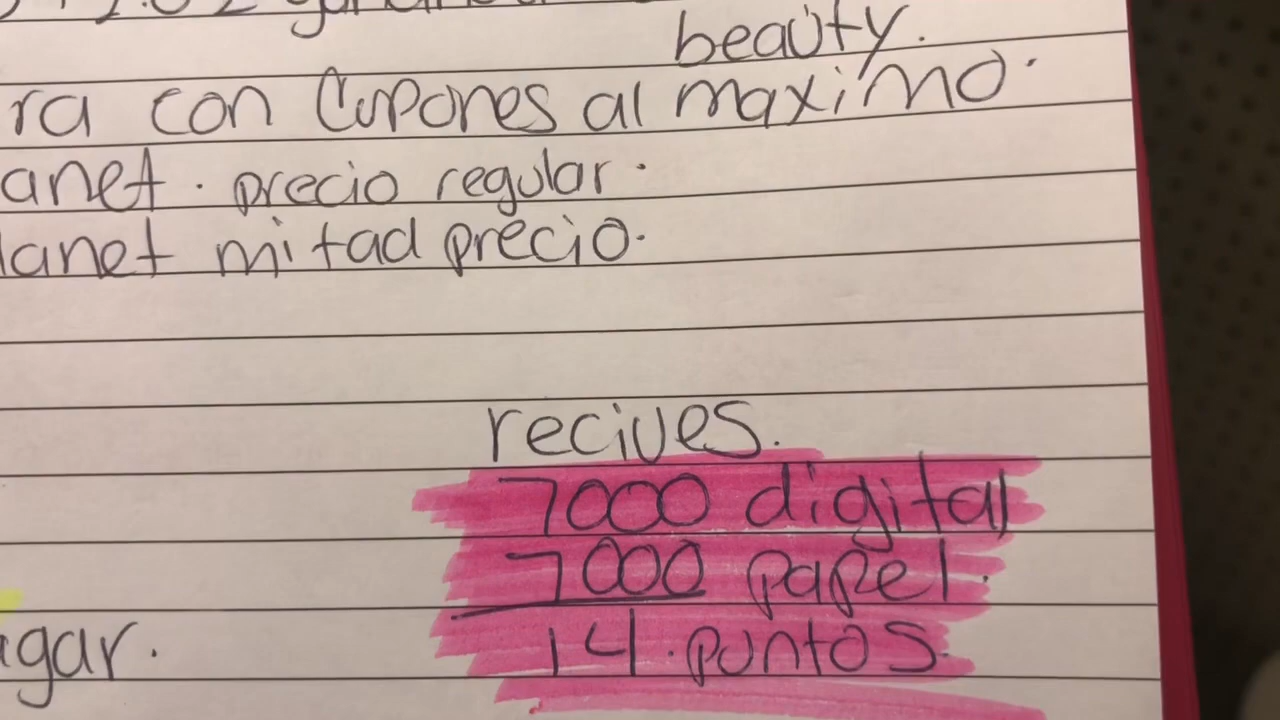 beauty.
ra con Cupones al maximo.
anet. precio regular.
lanet mitad precio.
recives.
7000 digital
7000 papel.
agar. 14. puntos.